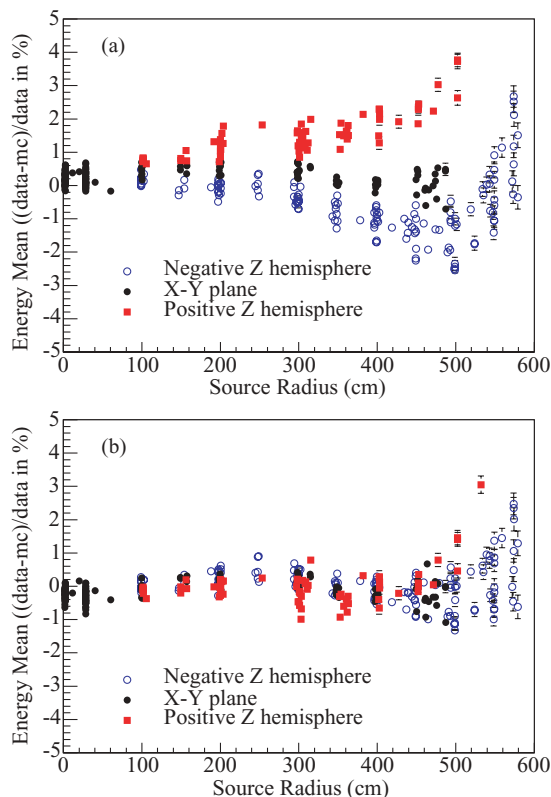 Energy Mean ((data-mc)/data in %)
5
4
3
2
1
0
-1
-2
-3
-4
-5
(a)
Negative Z hemisphere
X-Y plane
Positive Z hemisphere
0 100 200 300 400 500 600
Source Radius (cm)
Energy Mean ((data-mc)/data in %)
5
4
3
2
1
0
-1
-2
-3
-4
-5
(b)
Negative Z hemisphere
X-Y plane
Positive Z hemisphere
0 100 200 300 400 500 600
Source Radius (cm)